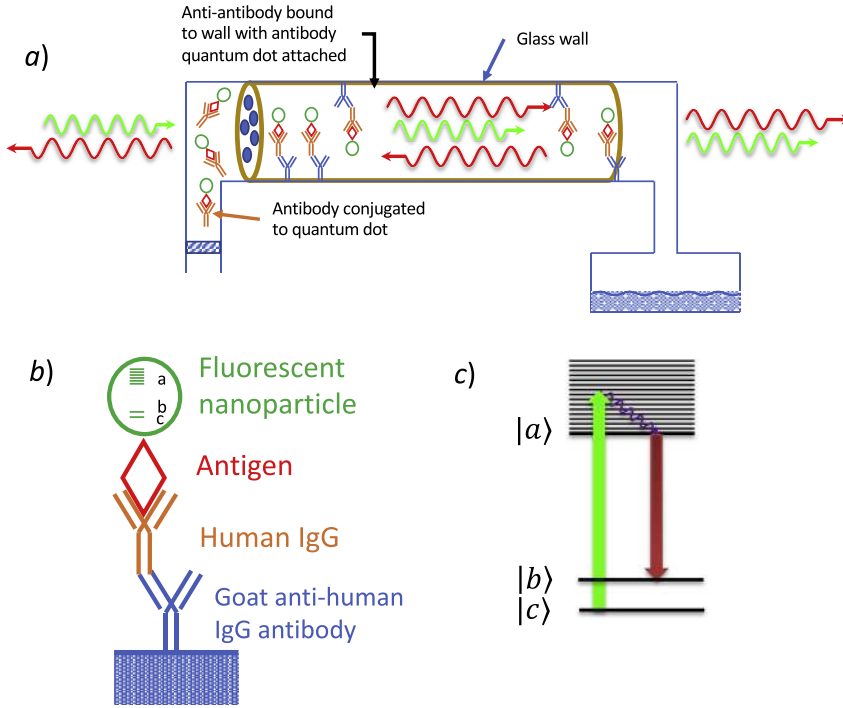 a)
Anti-antibody bound
to wall with antibody
quantum dot attached
Glass wall
Antibody conjugated
to quantum dot
b)
a
b
c
Fluorescent
nanoparticle
Antigen
Human IgG
Goat anti-human
IgG antibody
c)
|a⟩
|b⟩
|c⟩